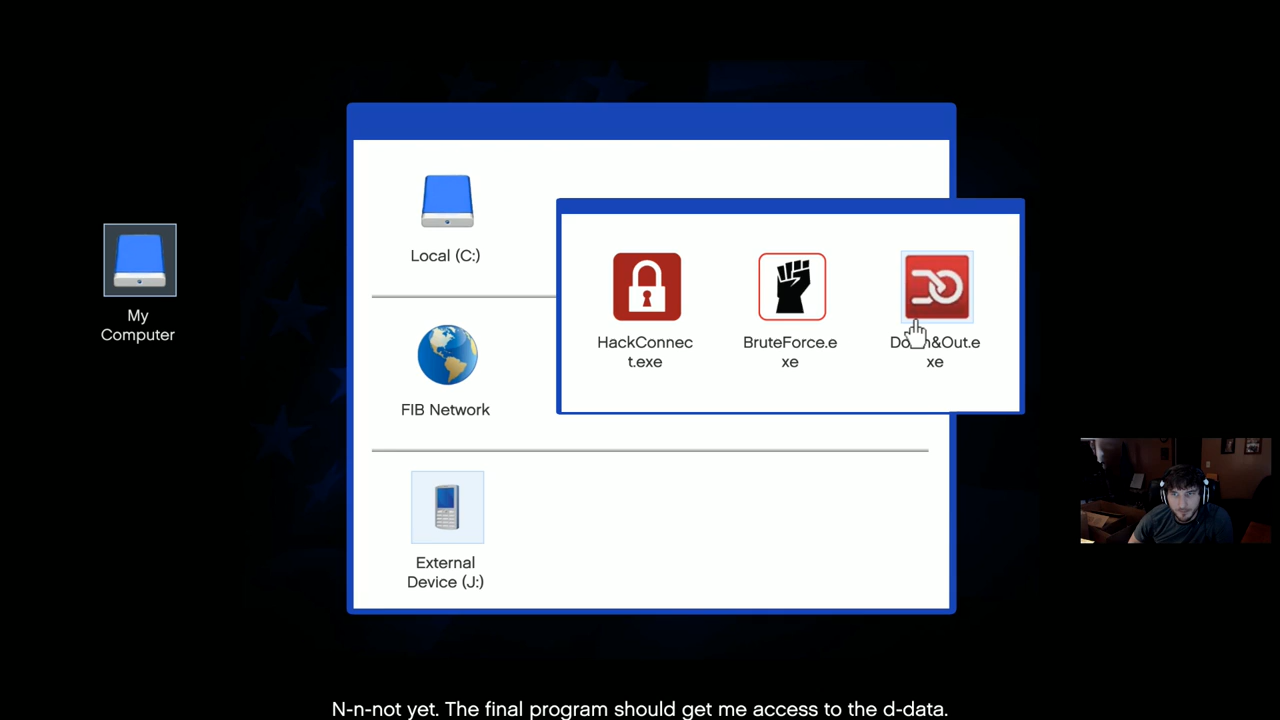 My
Computer
Local (C:)
HackConnec
t.exe
BruteForce.e
xe
Do&Out.e
xe
FIB Network
External
Device (J:)
N-n-not yet. The final program should get me access to the d-data.